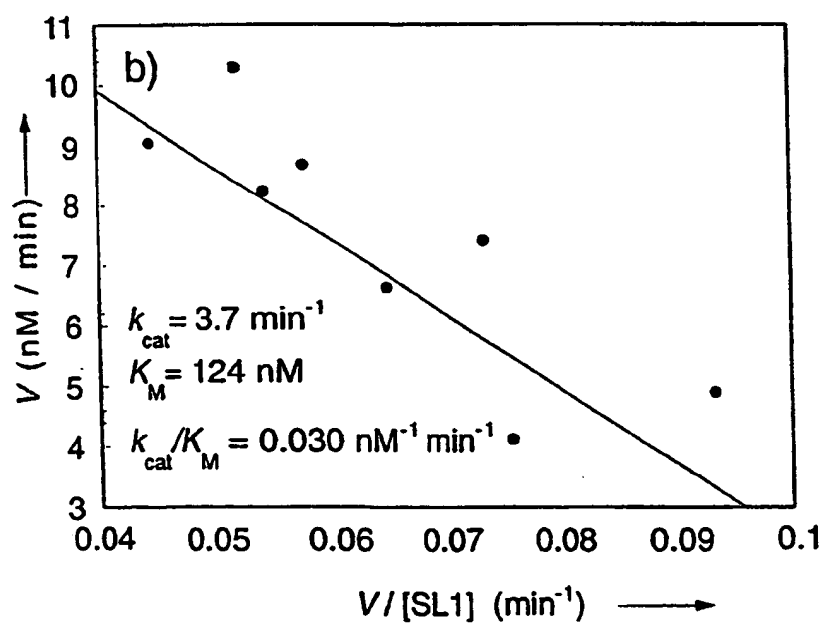 11
b)
10
9
8
7
6
5
4
3
V (nM / min)
k_cat = 3.7 min⁻¹
K_M = 124 nM
k_cat/K_M = 0.030 nM⁻¹ min⁻¹
0.04 0.05 0.06 0.07 0.08 0.09 0.1
V / [SL1] (min⁻¹)